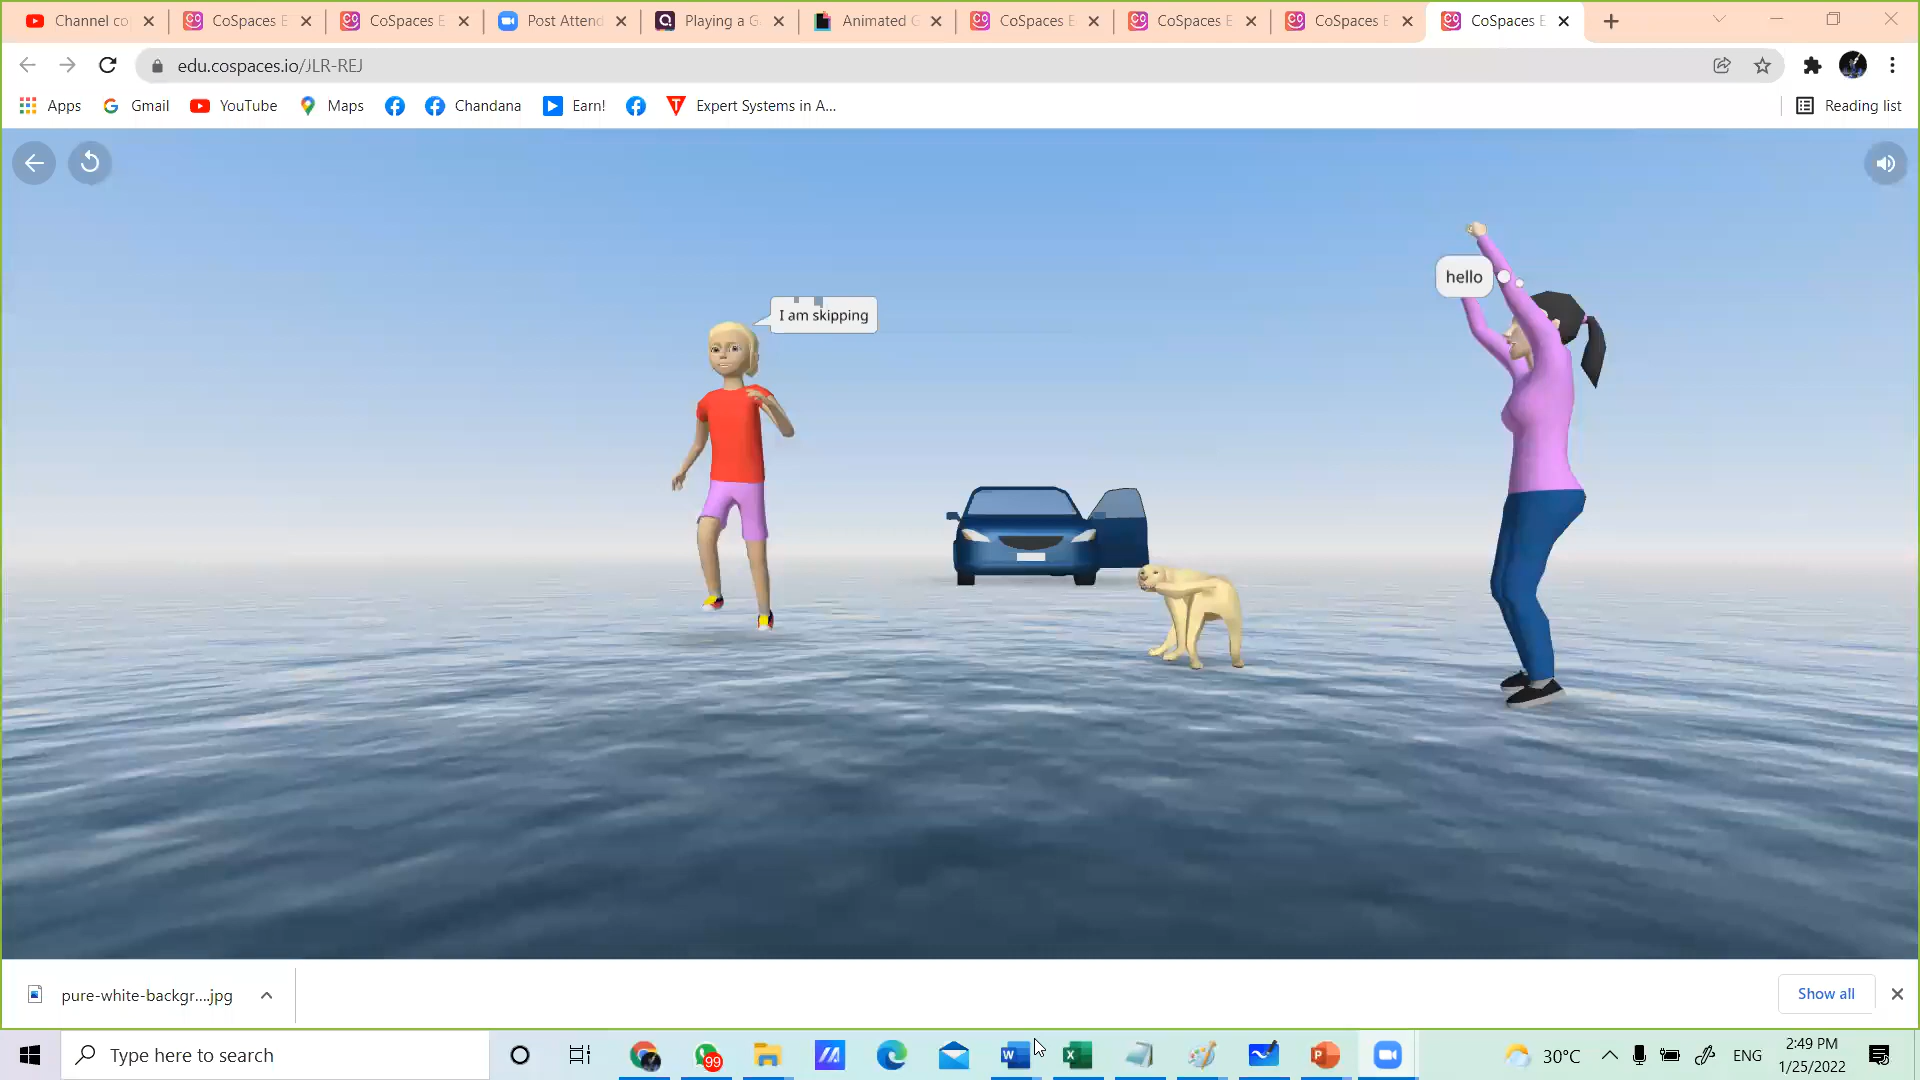 Channel co
CoSpaces E
CoSpaces E
Post Attend
Playing a G
Animated G
CoSpaces E
CoSpaces E
CoSpaces E
CoSpaces E
edu.cospaces.io/JLR-REJ
Apps
Gmail
YouTube
Maps
Chandana
Earn!
Expert Systems in A...
Reading list
hello
I am skipping
pure-white-backgr....jpg
Show all
Type here to search
99
30°C
ENG
2:49 PM
1/25/2022